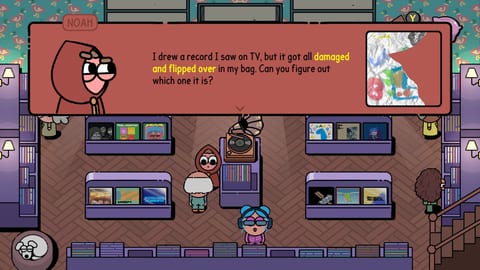 NOAH
Y
I drew a record I saw on TV, but it got all damaged
and flipped over in my bag. Can you figure out
which one it is?